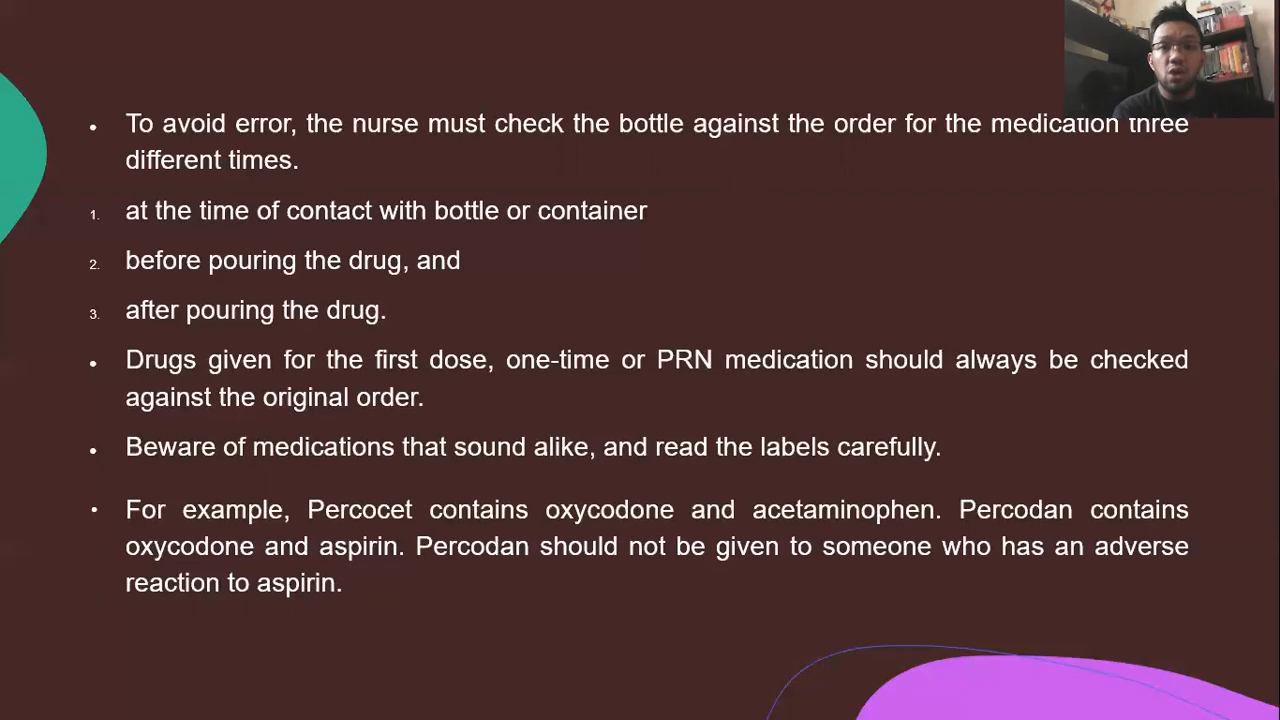 • To avoid error, the nurse must check the bottle against the order for the medication three
different times.
1. at the time of contact with bottle or container
2. before pouring the drug, and
3. after pouring the drug.
• Drugs given for the first dose, one-time or PRN medication should always be checked
against the original order.
• Beware of medications that sound alike, and read the labels carefully.
• For example, Percocet contains oxycodone and acetaminophen. Percodan contains
oxycodone and aspirin. Percodan should not be given to someone who has an adverse
reaction to aspirin.